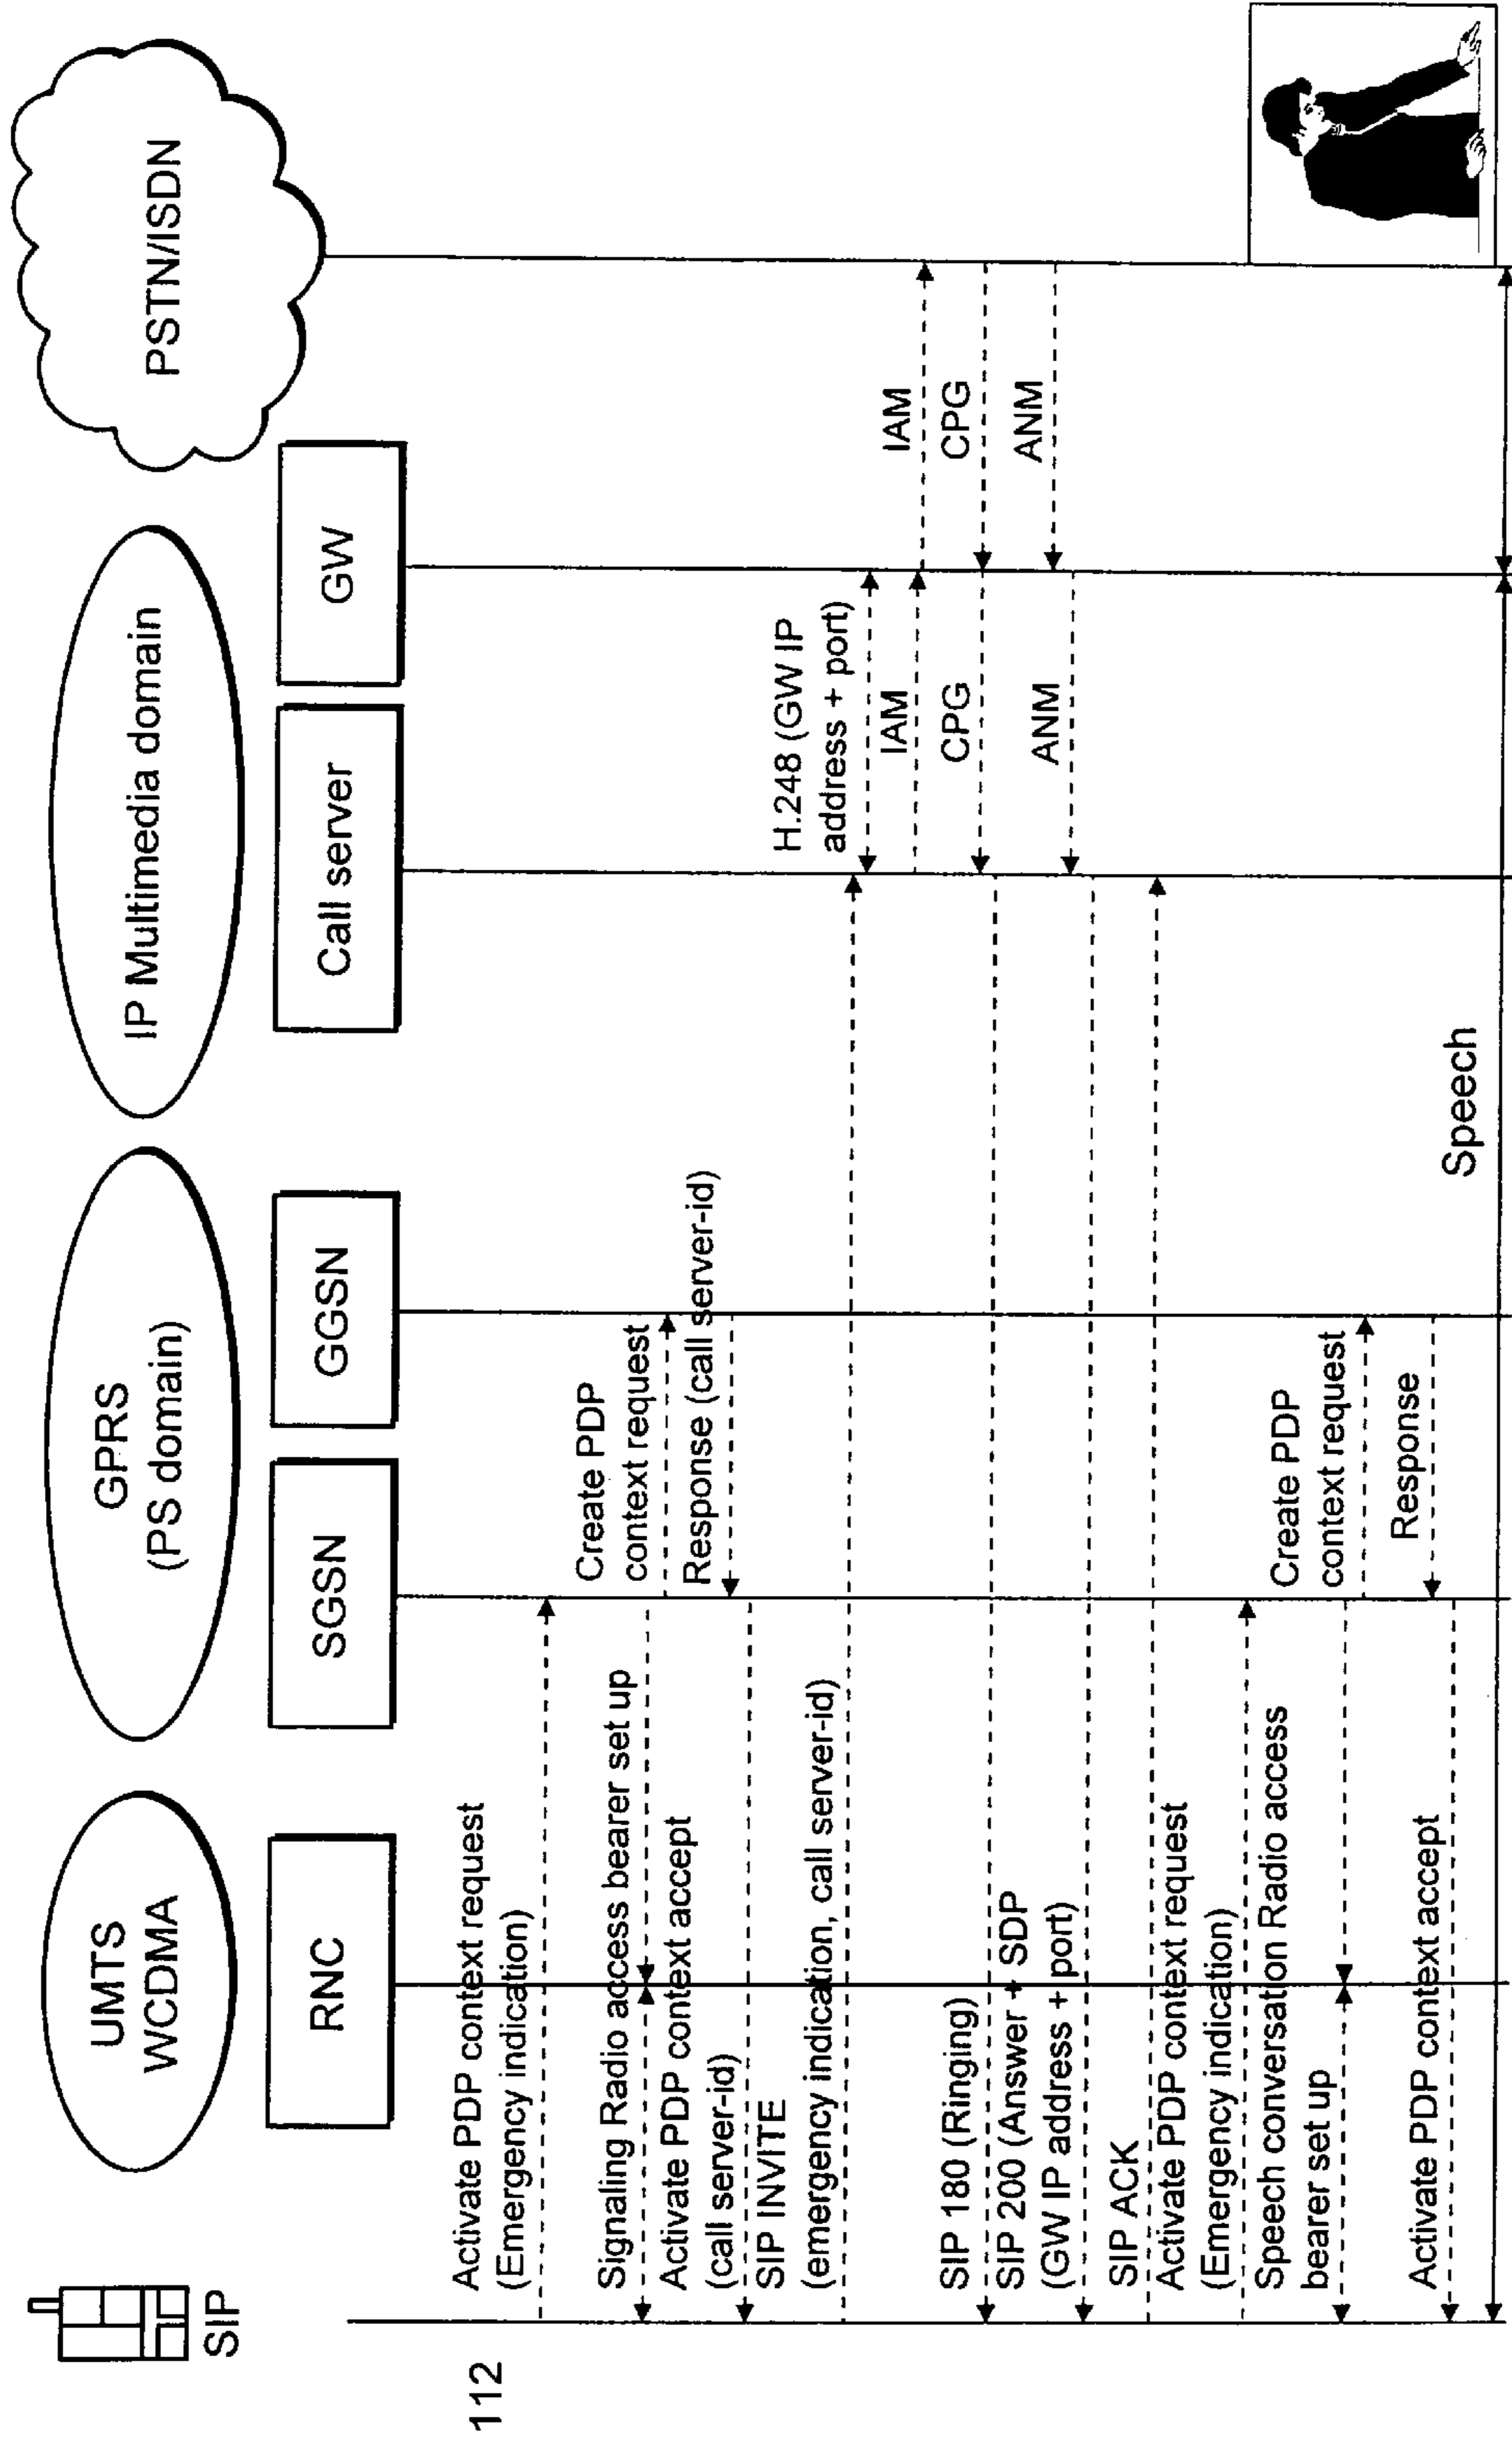 SIP
UMTS
WCDMA
GPRS
(PS domain)
IP Multimedia domain
PSTN/ISDN
RNC
SGSN
GGSN
Call server
GW
112
Activate PDP context request
(Emergency indication)
Create PDP
context request
Signaling Radio access bearer set up
Response (call server-id)
Activate PDP context accept
(call server-id)
SIP INVITE
(emergency indication, call server-id)
H.248 (GW IP
address + port)
IAM
IAM
CPG
CPG
SIP 180 (Ringing)
ANM
ANM
SIP 200 (Answer + SDP
(GW IP address + port)
SIP ACK
Activate PDP context request
(Emergency indication)
Speech conversation Radio access
bearer set up
Create PDP
context request
Response
Activate PDP context accept
Speech